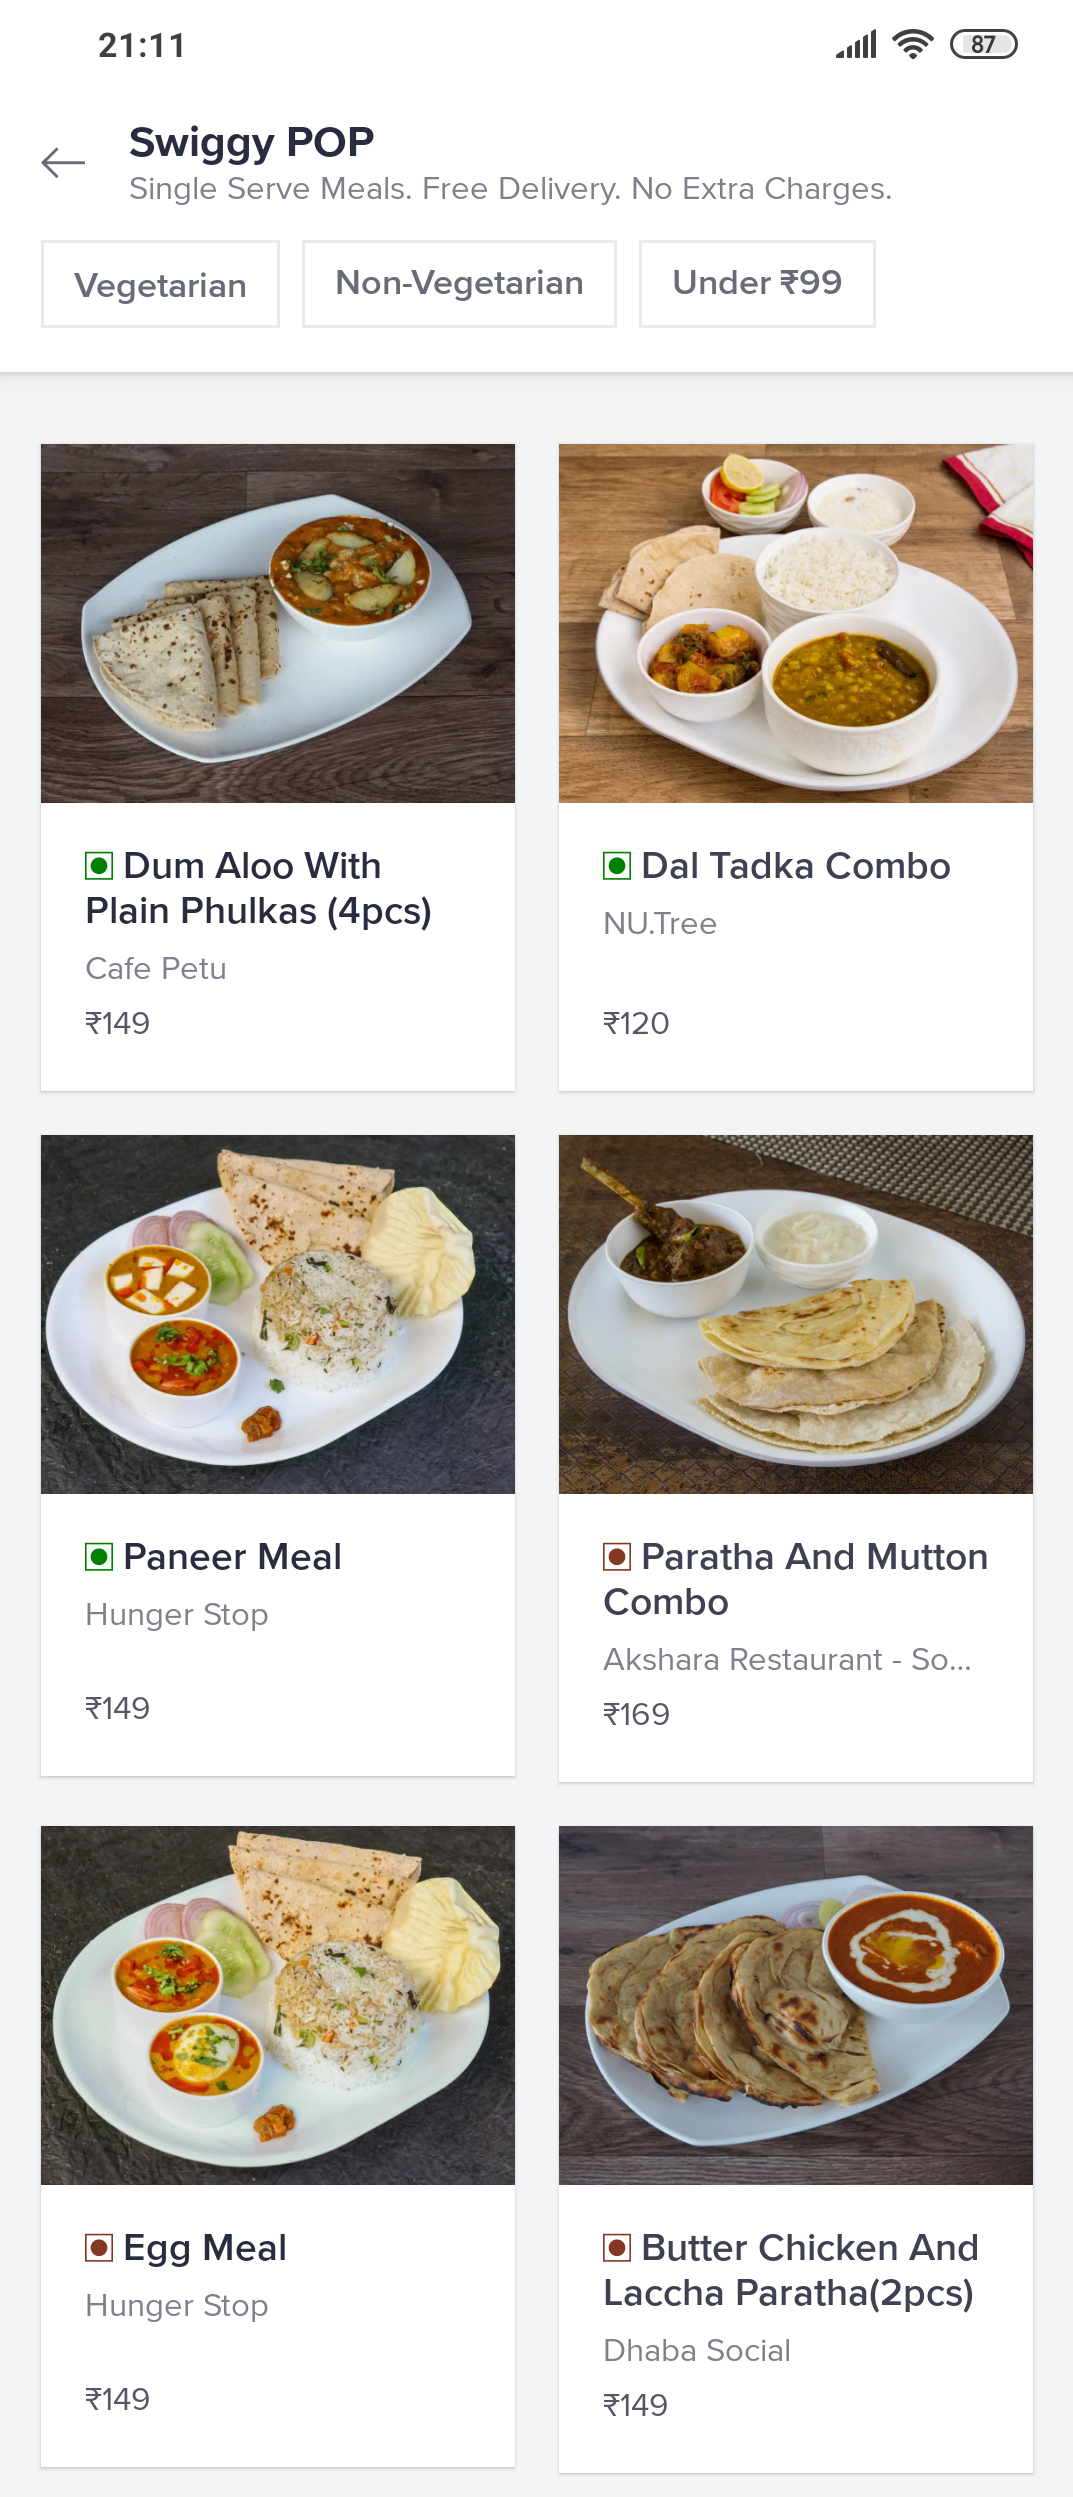 21:11
87
Swiggy POP
Single Serve Meals. Free Delivery. No Extra Charges.
Vegetarian
Non-Vegetarian
Under ₹99
Dum Aloo With
Plain Phulkas (4pcs)
Cafe Petu
₹149
Dal Tadka Combo
NU.Tree
₹120
Paneer Meal
Hunger Stop
₹149
Paratha And Mutton
Combo
Akshara Restaurant - So...
₹169
Egg Meal
Hunger Stop
₹149
Butter Chicken And
Laccha Paratha(2pcs)
Dhaba Social
₹149